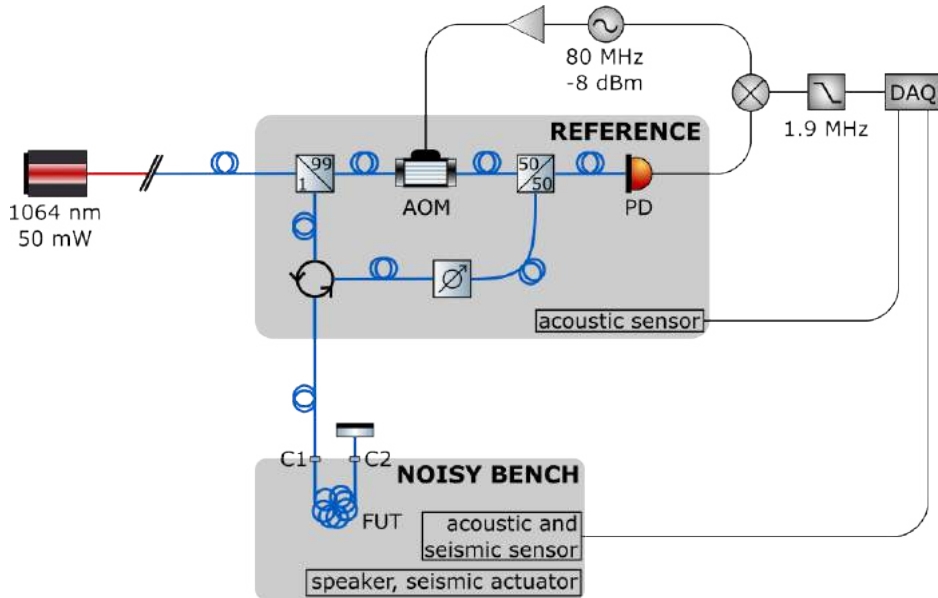 80 MHz
-8 dBm
DAQ
1.9 MHz
REFERENCE
99
1
50
50
AOM
PD
1064 nm
50 mW
acoustic sensor
C1
C2
NOISY BENCH
FUT
acoustic and
seismic sensor
speaker, seismic actuator